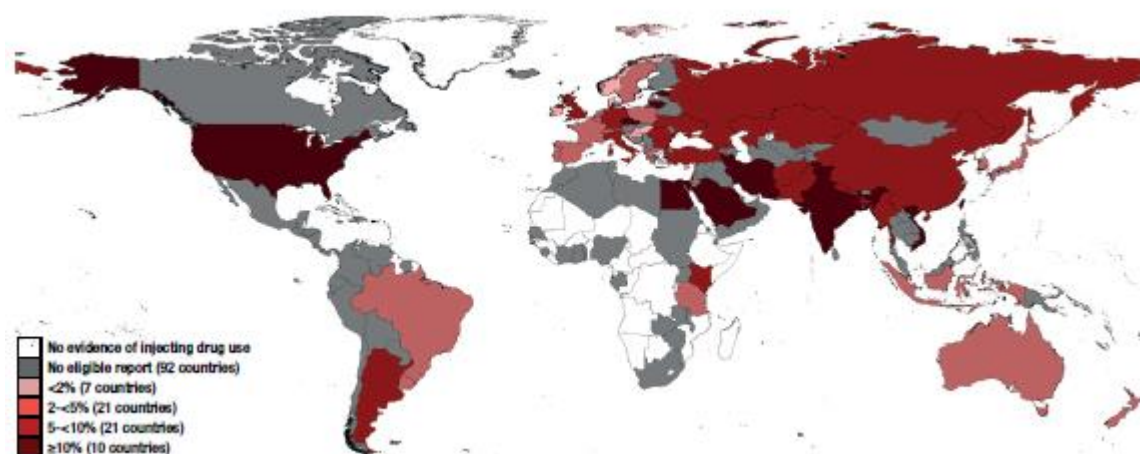 No evidence of injecting drug use
No eligible report (92 countries)
<2% (7 countries)
2-<5% (21 countries)
5-<10% (21 countries)
≥10% (10 countries)